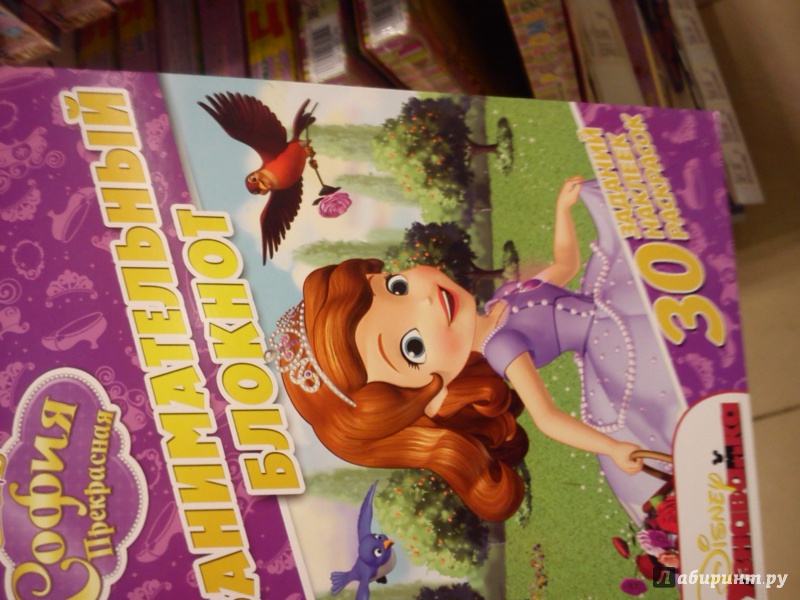 София
Прекрасная
ЗАНИМАТЕЛЬНЫЙ
БЛОКНОТ
30
ЗАДАНИЙ
НАКЛЕЕК
РАСКРАСОК
DISNEY
Лабиринт.ру